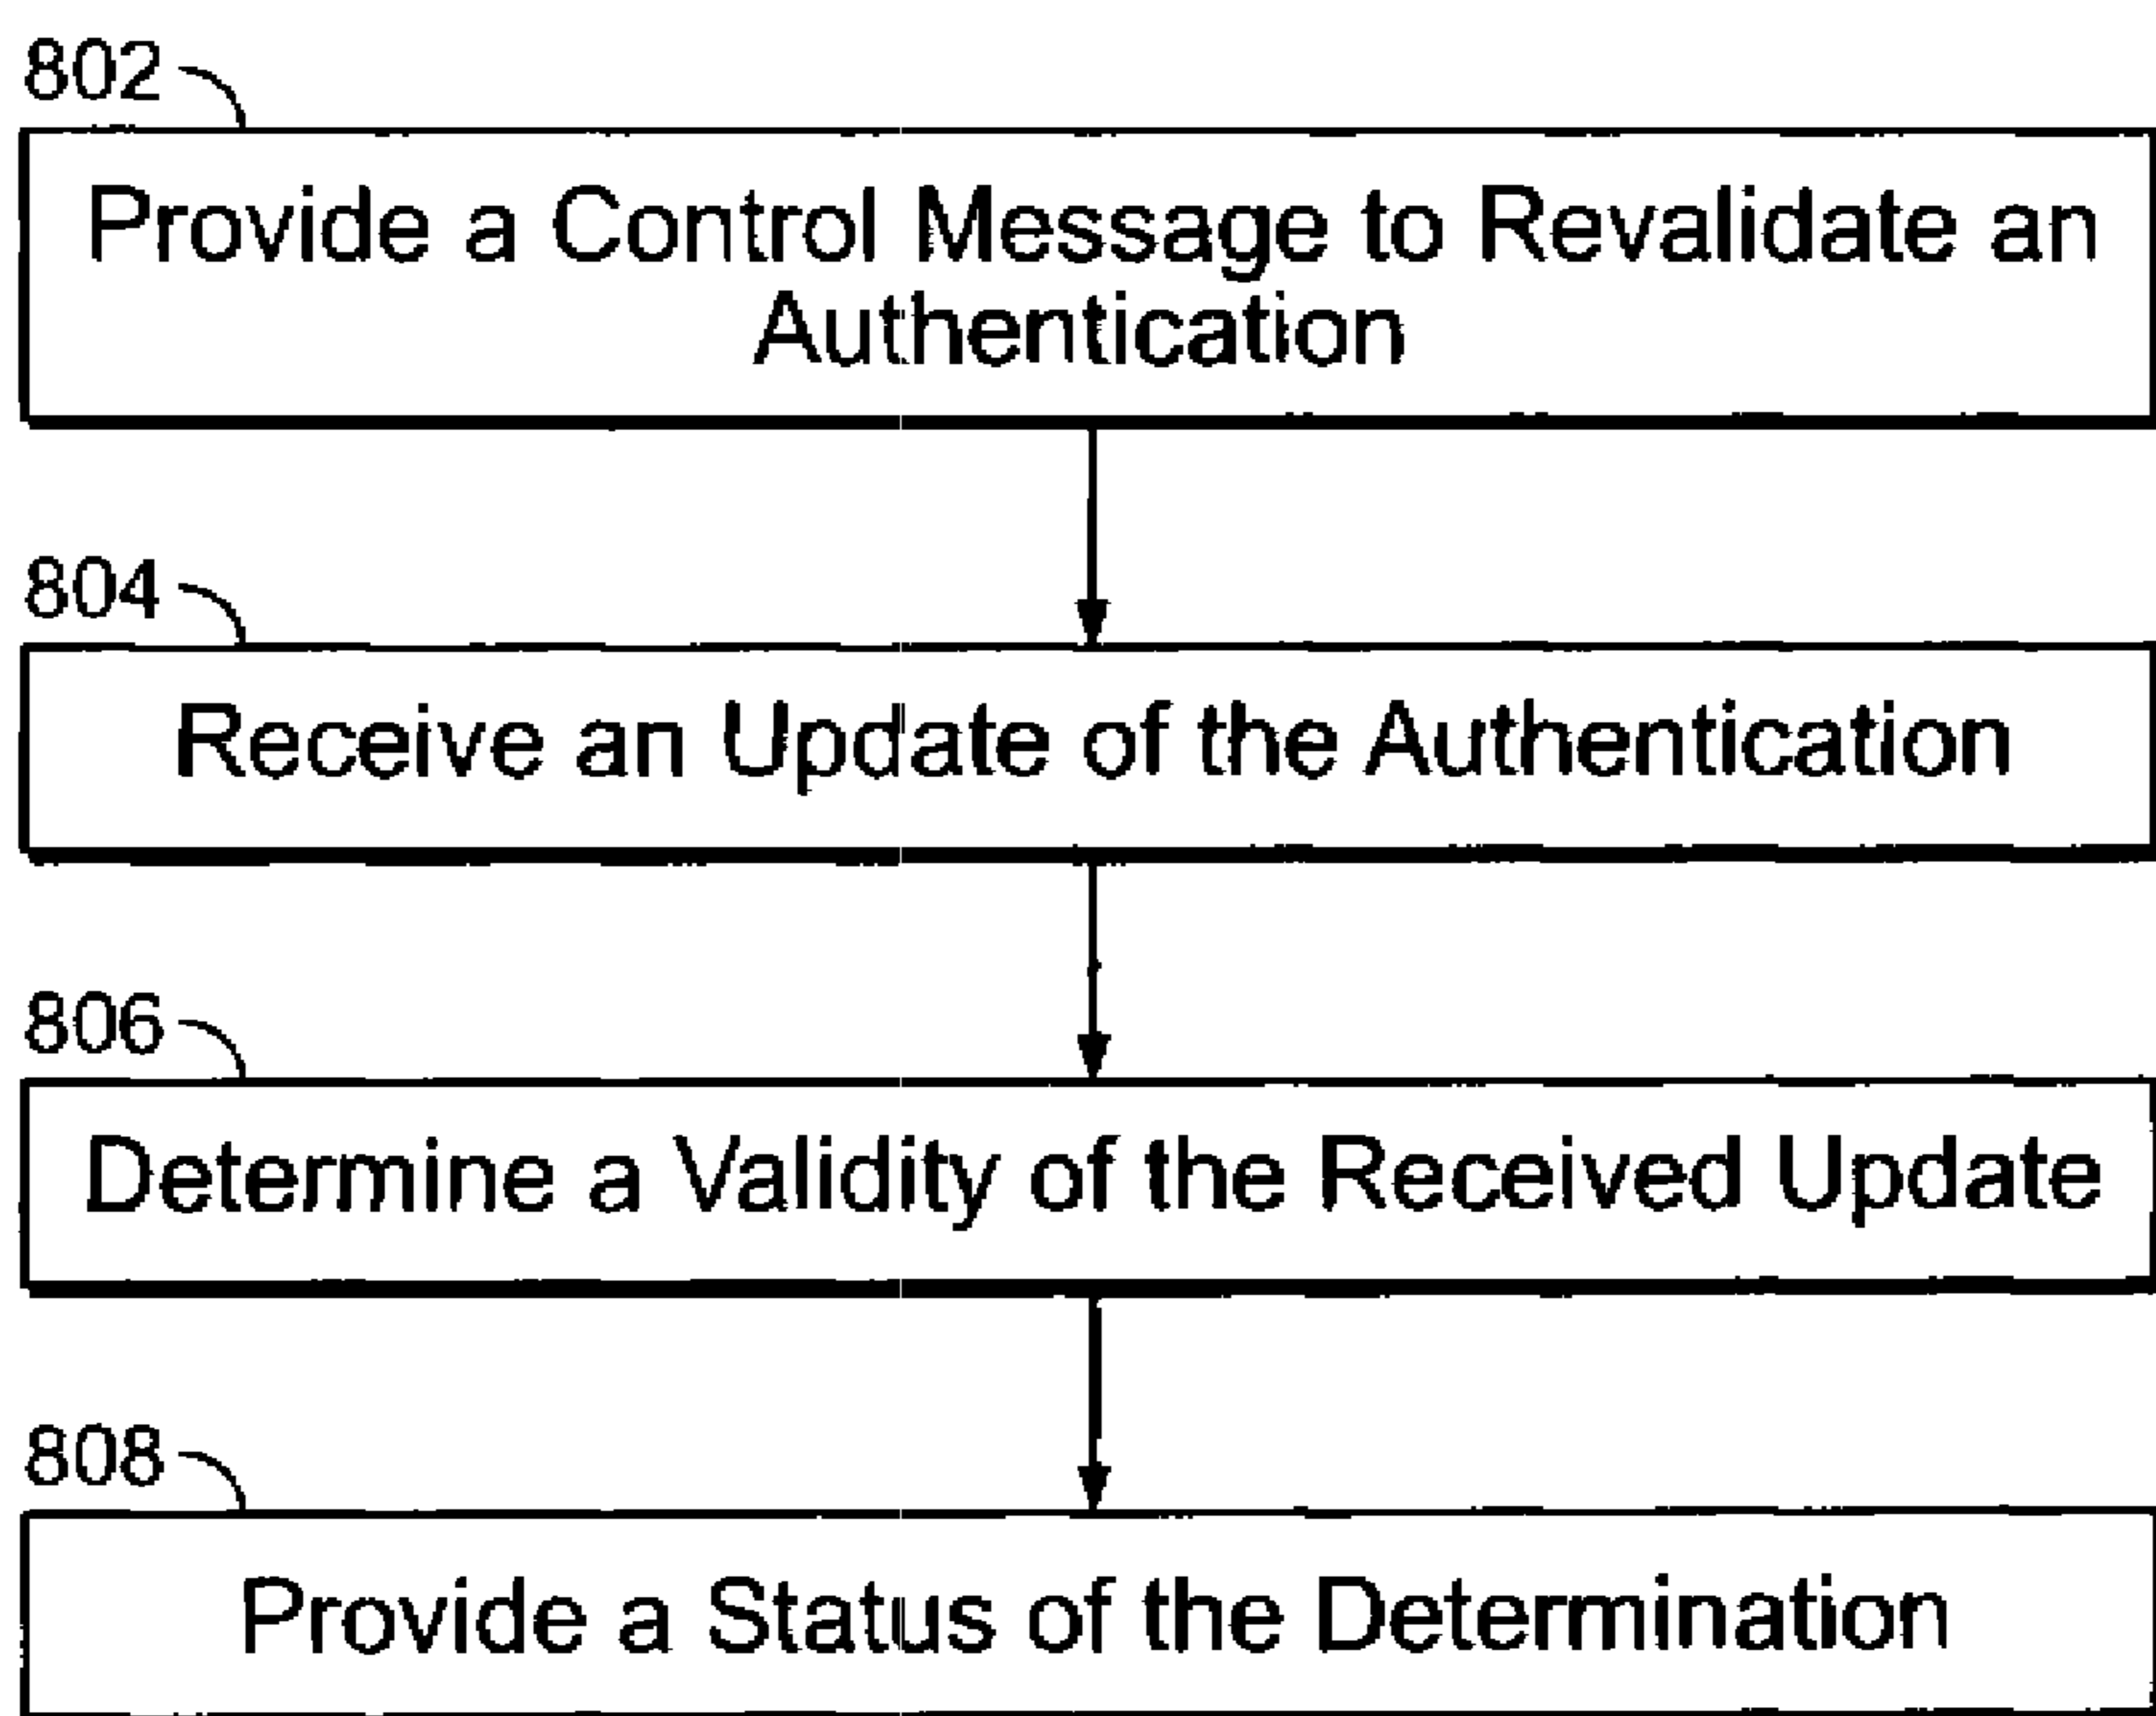 802
Provide a Control Message to Revalidate an
Authentication
804
Receive an Update of the Authentication
806
Determine a Validity of the Received Update
808
Provide a Status of the Determination